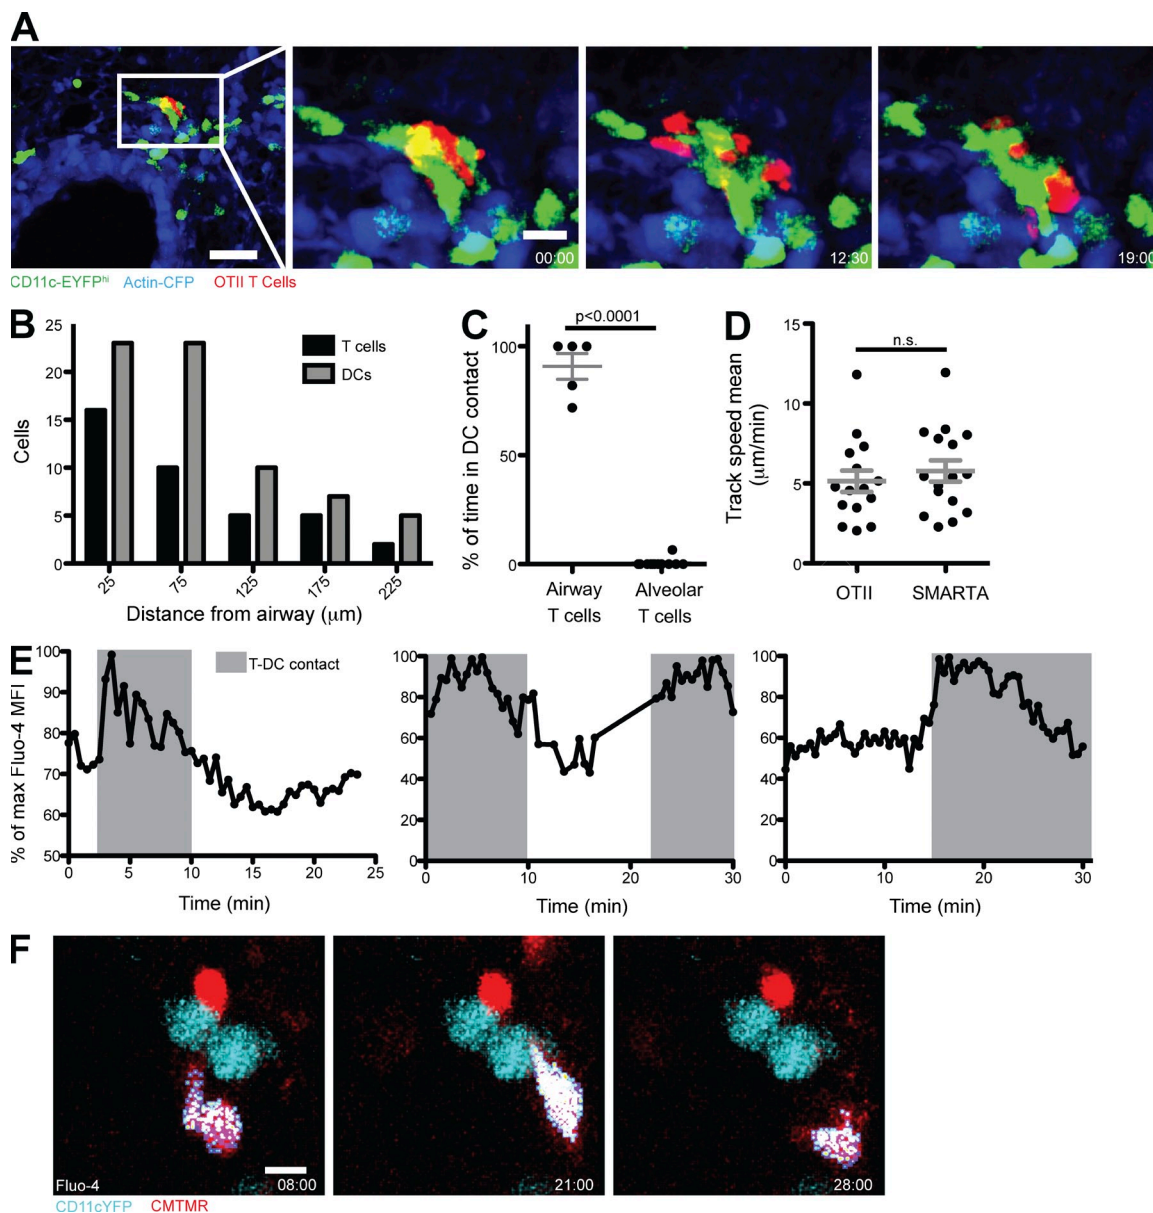 A
00:00
12:30
19:00
CD11c-EYFPhi Actin-CFP OTII T Cells
B
25
20
15
10
5
0
Cells
T cells
DCs
25 75 125 175 225
Distance from airway (μm)
C
p<0.0001
100
50
0
% of time in DC contact
Airway T cells
Alveolar T cells
D
n.s.
15
10
5
0
Track speed mean
(μm/min)
OTII SMARTA
E
T-DC contact
% of max Fluo-4 MFI
100
90
80
70
60
50
0 5 10 15 20 25
Time (min)
100
80
60
40
20
0
0 10 20 30
Time (min)
100
80
60
40
20
0
0 10 20 30
Time (min)
F
Fluo-4
08:00
21:00
28:00
CD11cYFP CMTMR